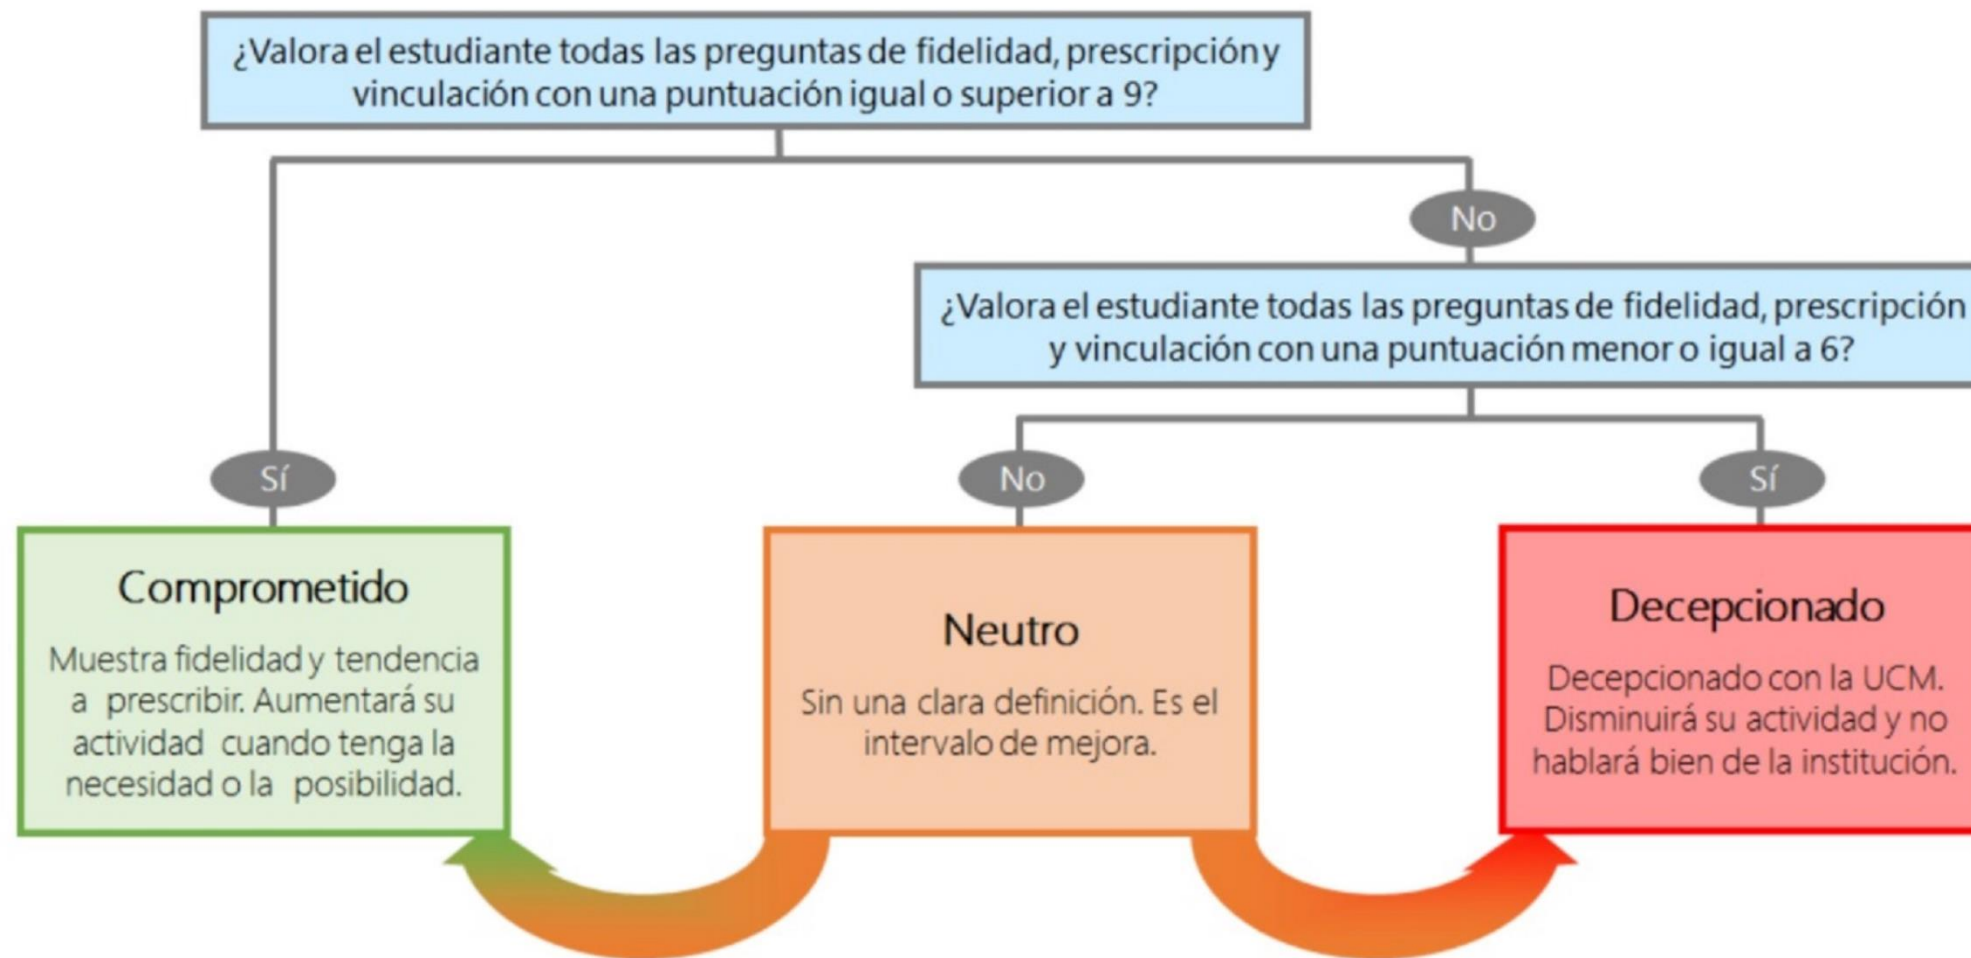 ¿Valora el estudiante todas las preguntas de fidelidad, prescripción y
vinculación con una puntuación igual o superior a 9?
No
¿Valora el estudiante todas las preguntas de fidelidad, prescripción
y vinculación con una puntuación menor o igual a 6?
Sí
No
Sí
Comprometido
Muestra fidelidad y tendencia
a prescribir. Aumentará su
actividad cuando tenga la
necesidad o la posibilidad.
Neutro
Sin una clara definición. Es el
intervalo de mejora.
Decepcionado
Decepcionado con la UCM.
Disminuirá su actividad y no
hablará bien de la institución.